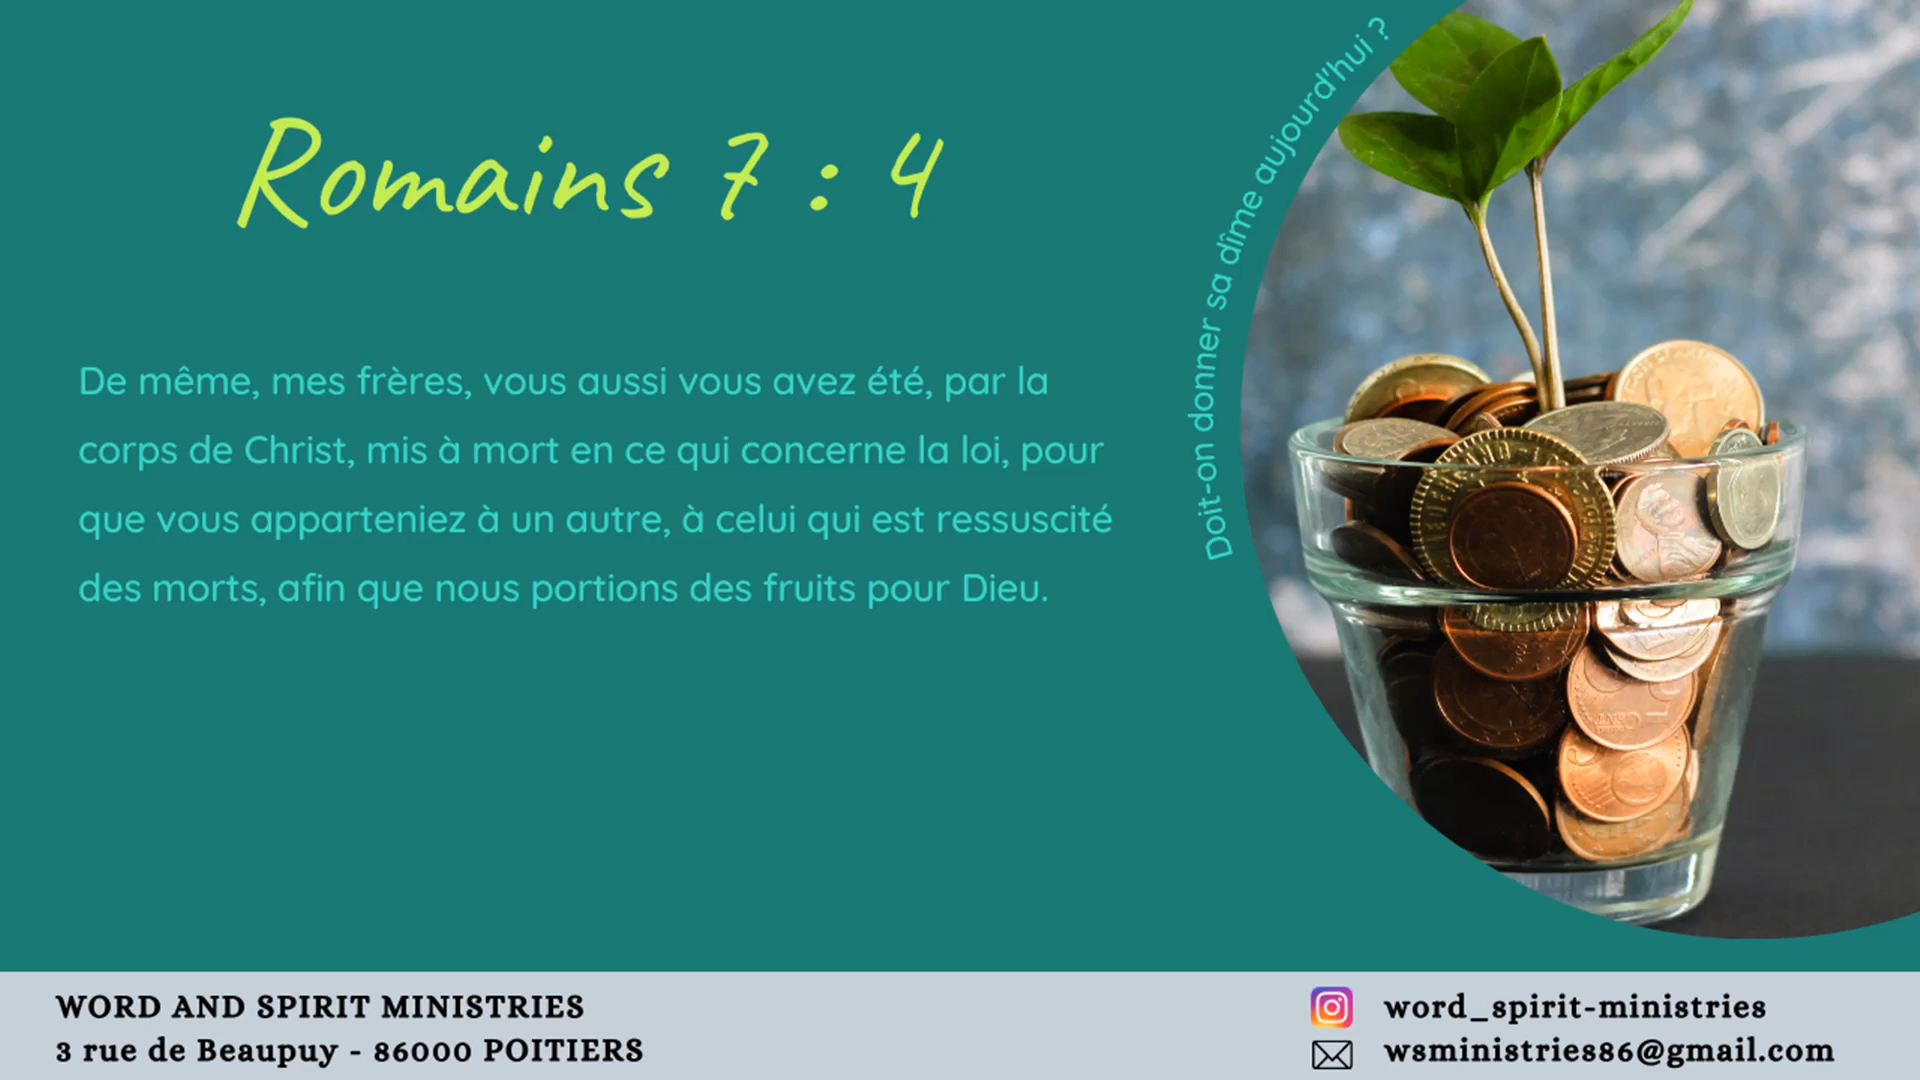 Romains 7 : 4
De même, mes frères, vous aussi vous avez été, par la
corps de Christ, mis à mort en ce qui concerne la loi, pour
que vous apparteniez à un autre, à celui qui est ressuscité
des morts, afin que nous portions des fruits pour Dieu.
Doit-on donner sa dîme aujourd'hui ?
WORD AND SPIRIT MINISTRIES
3 rue de Beaupuy - 86000 POITIERS
word_spirit-ministries
wsministries86@gmail.com